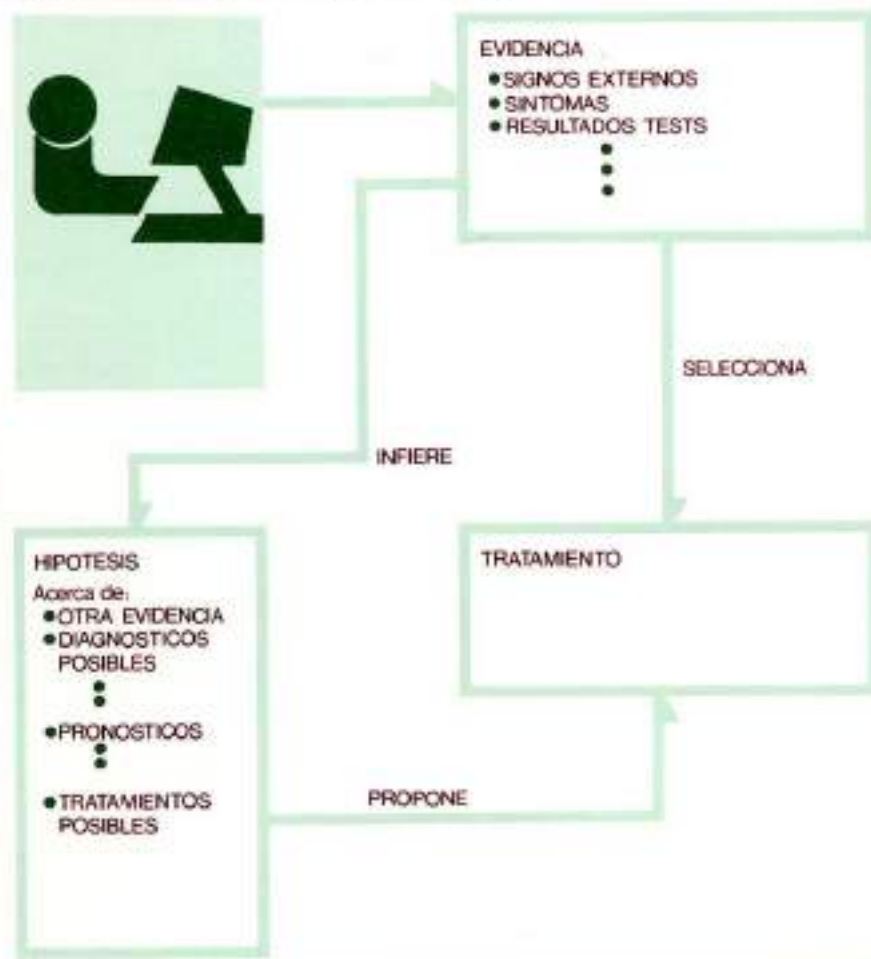 EVIDENCIA
● SIGNOS EXTERNOS
● SINTOMAS
● RESULTADOS TESTS
SELECCIONA
INFIERE
HIPOTESIS
Acerca de:
● OTRA EVIDENCIA
● DIAGNOSTICOS
POSIBLES
● PRONOSTICOS
● TRATAMIENTOS
POSIBLES
TRATAMIENTO
PROPONE